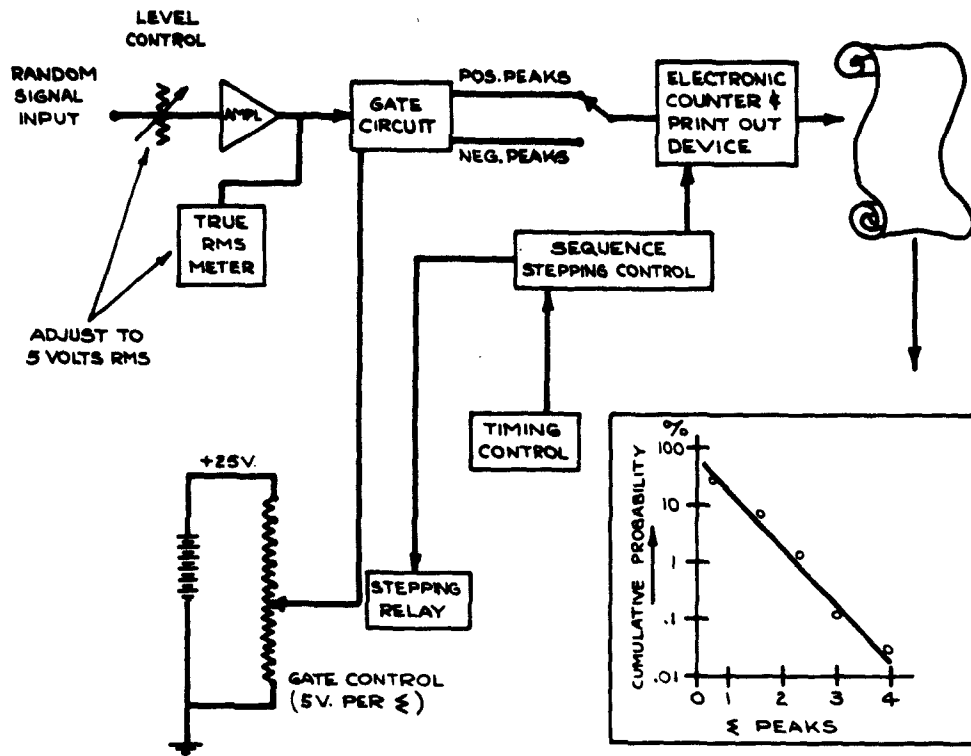 LEVEL
CONTROL
RANDOM
SIGNAL
INPUT
AMPL
GATE
CIRCUIT
POS. PEAKS
NEG. PEAKS
ELECTRONIC
COUNTER &
PRINT OUT
DEVICE
TRUE
RMS
METER
ADJUST TO
5 VOLTS RMS
SEQUENCE
STEPPING CONTROL
TIMING
CONTROL
STEPPING
RELAY
+25V.
GATE CONTROL
(5V. PER ξ)
%
100
10
1
.1
.01
CUMULATIVE PROBABILITY
0 1 2 3 4
ξ PEAKS